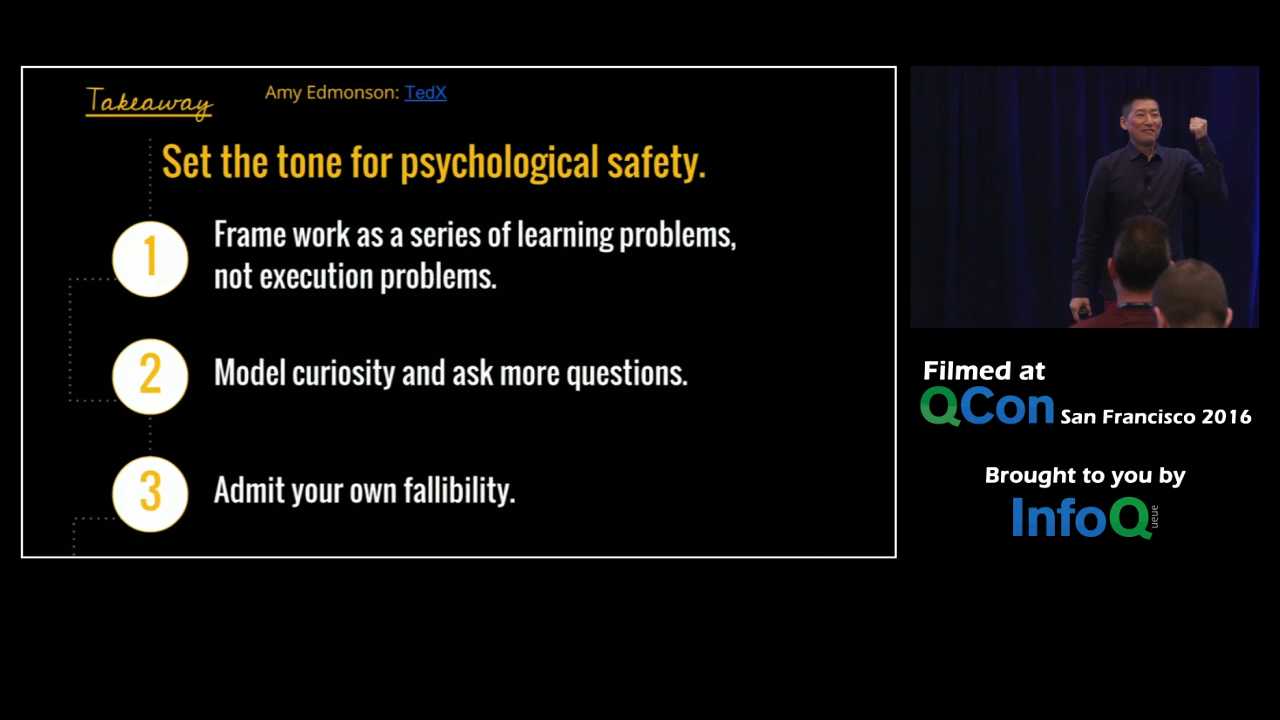 Takeaway
Amy Edmonson: TedX
Set the tone for psychological safety.
1
Frame work as a series of learning problems,
not execution problems.
2
Model curiosity and ask more questions.
3
Admit your own fallibility.
Filmed at
QCon San Francisco 2016
Brought to you by
InfoQ
ueue